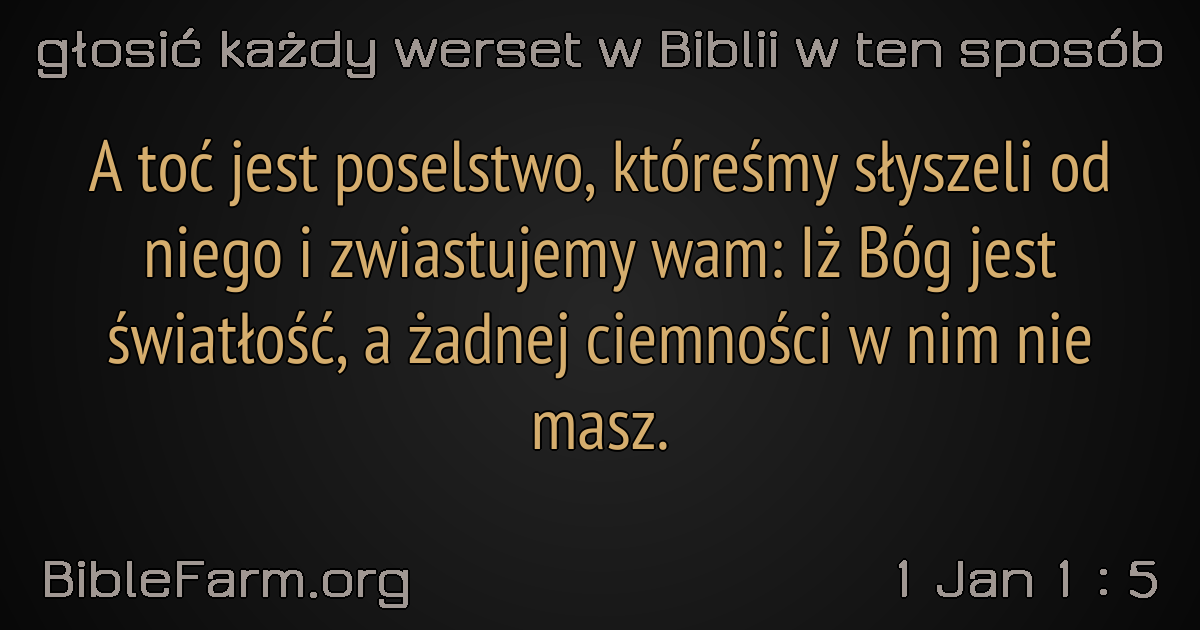 głosić każdy werset w Biblii w ten sposób
A toć jest poselstwo, któreśmy słyszeli od
niego i zwiastujemy wam: Iż Bóg jest
światłość, a żadnej ciemności w nim nie
masz.
BibleFarm.org
1 Jan 1 : 5